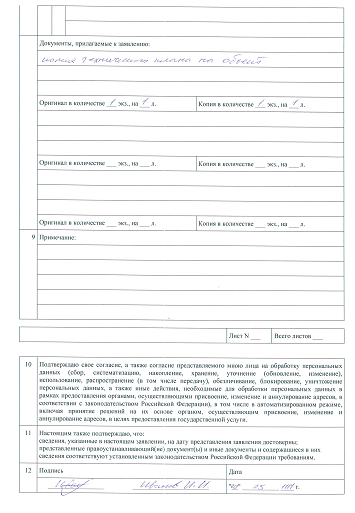 Документы, прилагаемые к заявлению:
копия технического плана на объект
Оригинал в количестве 1 экз., на 1 л. Копия в количестве 1 экз., на 1 л.
Оригинал в количестве ___ экз., на ___ л. Копия в количестве ___ экз., на ___ л.
Оригинал в количестве ___ экз., на ___ л. Копия в количестве ___ экз., на ___ л.
9 Примечание:
Лист N ___ Всего листов ___
10 Подтверждаю свое согласие, а также согласие представляемого мною лица на обработку персональных
данных (сбор, систематизацию, накопление, хранение, уточнение (обновление, изменение),
использование, распространение (в том числе передачу), обезличивание, блокирование, уничтожение
персональных данных, а также иные действия, необходимые для обработки персональных данных в
рамках предоставления органами, осуществляющими присвоение, изменение и аннулирование адресов, в
соответствии с законодательством Российской Федерации), в том числе в автоматизированном режиме,
включая принятие решений на их основе органом, осуществляющим присвоение, изменение и
аннулирование адресов, в целях предоставления государственной услуги.
11 Настоящим также подтверждаю, что:
сведения, указанные в настоящем заявлении, на дату представления заявления достоверны;
представленные правоустанавливающий(ие) документ(ы) и иные документы и содержащиеся в них
сведения соответствуют установленным законодательством Российской Федерации требованиям.
12 Подпись Дата
Иванов И.И.